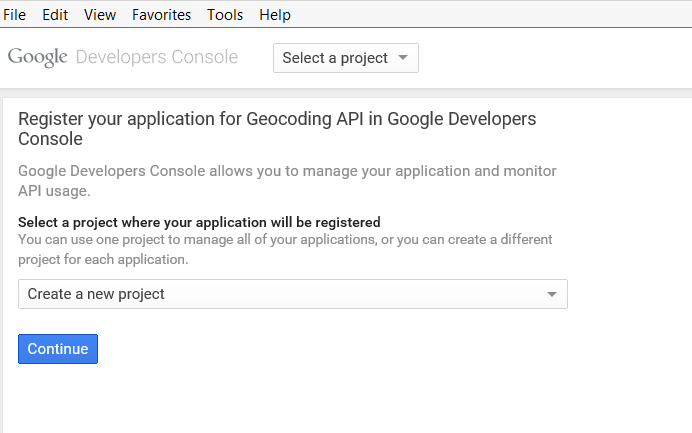 File Edit View Favorites Tools Help
Google Developers Console Select a project
Register your application for Geocoding API in Google Developers
Console
Google Developers Console allows you to manage your application and monitor
API usage.
Select a project where your application will be registered
You can use one project to manage all of your applications, or you can create a different
project for each application.
Create a new project
Continue